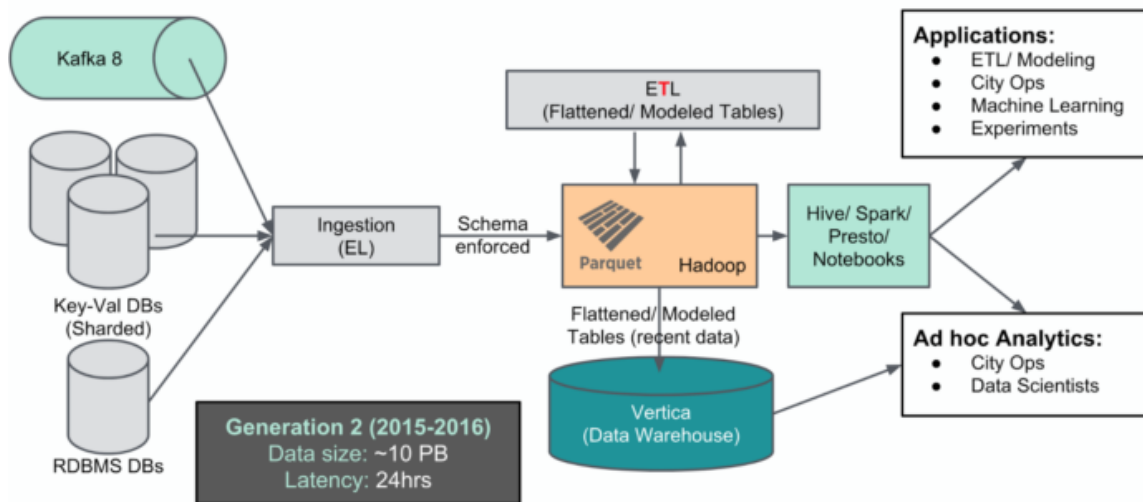 Kafka 8
Key-Val DBs
(Sharded)
RDBMS DBs
Ingestion
(EL)
Schema
enforced
ETL
(Flattened/ Modeled Tables)
Parquet
Hadoop
Flattened/ Modeled
Tables (recent data)
Vertica
(Data Warehouse)
Hive/ Spark/
Presto/
Notebooks
Applications:
● ETL/ Modeling
● City Ops
● Machine Learning
● Experiments
Ad hoc Analytics:
● City Ops
● Data Scientists
Generation 2 (2015-2016)
Data size: ~10 PB
Latency: 24hrs